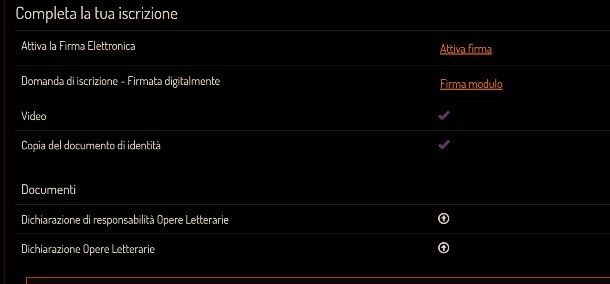 Completa la tua iscrizione
Attiva la Firma Elettronica
Attiva firma
Domanda di iscrizione - Firmata digitalmente
Firma modulo
Video
Copia del documento di identità
Documenti
Dichiarazione di responsabilità Opere Letterarie
Dichiarazione Opere Letterarie